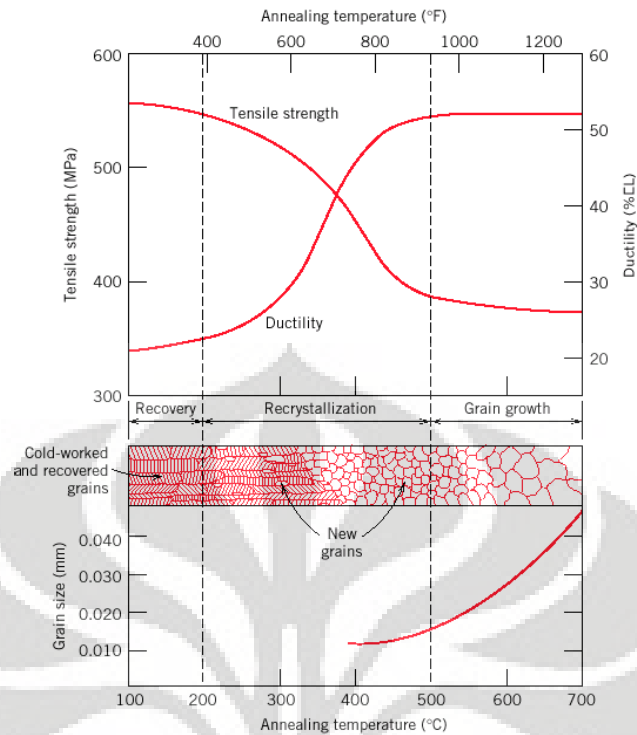 Annealing temperature (°F)
400 600 800 1000 1200
600
500
400
300
Tensile strength (MPa)
60
50
40
30
20
Ductility (%EL)
Tensile strength
Ductility
Recovery Recrystallization Grain growth
Cold-worked
and recovered
grains
New
grains
0.040
0.030
0.020
0.010
Grain size (mm)
100 200 300 400 500 600 700
Annealing temperature (°C)